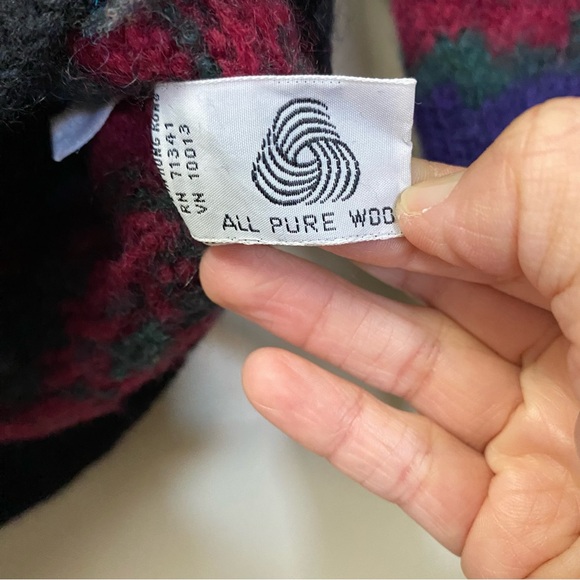 HONG KONG
RN 71341
VN 10013
ALL PURE WOO